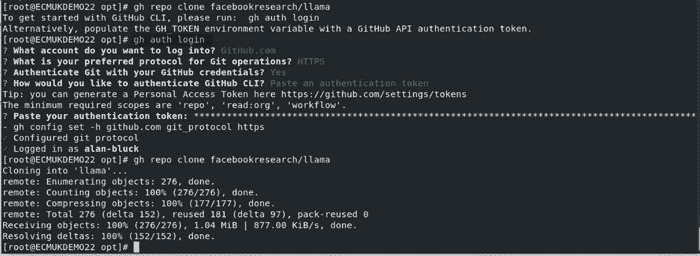 [root@ECMUKDEMO22 opt]# gh repo clone facebookresearch/llama
To get started with GitHub CLI, please run:  gh auth login
Alternatively, populate the GH_TOKEN environment variable with a GitHub API authentication token.
[root@ECMUKDEMO22 opt]# gh auth login
? What account do you want to log into? GitHub.com
? What is your preferred protocol for Git operations? HTTPS
? Authenticate Git with your GitHub credentials? Yes
? How would you like to authenticate GitHub CLI? Paste an authentication token
Tip: you can generate a Personal Access Token here https://github.com/settings/tokens
The minimum required scopes are 'repo', 'read:org', 'workflow'.
? Paste your authentication token: ****************************************************************************************
- gh config set -h github.com git_protocol https
✓ Configured git protocol
✓ Logged in as alan-bluck
[root@ECMUKDEMO22 opt]# gh repo clone facebookresearch/llama
Cloning into 'llama'...
remote: Enumerating objects: 276, done.
remote: Counting objects: 100% (276/276), done.
remote: Compressing objects: 100% (177/177), done.
remote: Total 276 (delta 152), reused 181 (delta 97), pack-reused 0
Receiving objects: 100% (276/276), 1.04 MiB | 877.00 KiB/s, done.
Resolving deltas: 100% (152/152), done.
[root@ECMUKDEMO22 opt]#